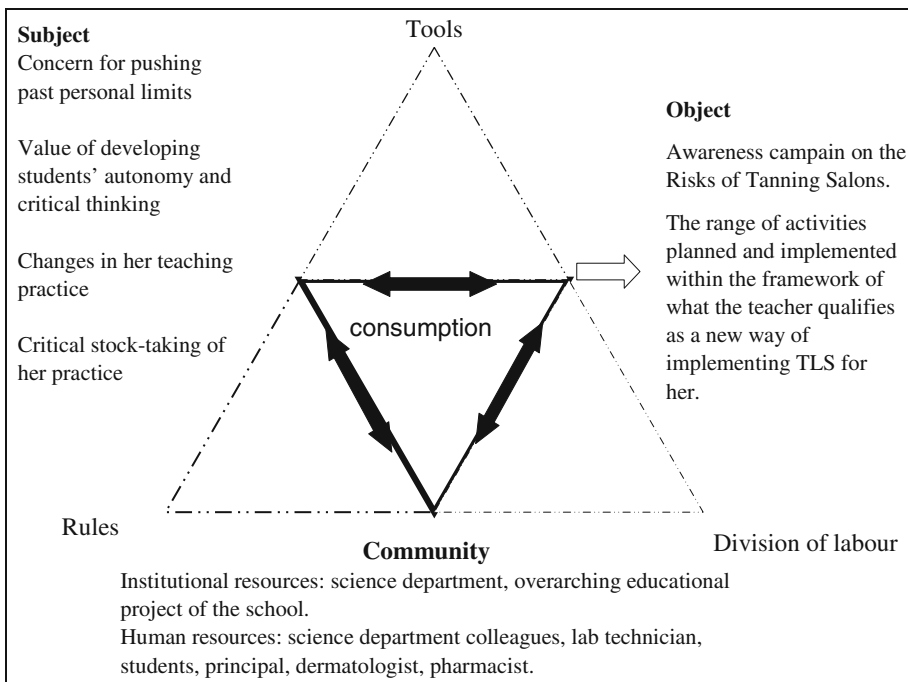 Tools
Subject
Concern for pushing
past personal limits
Value of developing
students' autonomy and
critical thinking
Changes in her teaching
practice
Critical stock-taking of
her practice
Object
Awareness campain on the
Risks of Tanning Salons.
The range of activities
planned and implemented
within the framework of
what the teacher qualifies
as a new way of
implementing TLS for
her.
consumption
Rules
Community
Division of labour
Institutional resources: science department, overarching educational
project of the school.
Human resources: science department colleagues, lab technician,
students, principal, dermatologist, pharmacist.